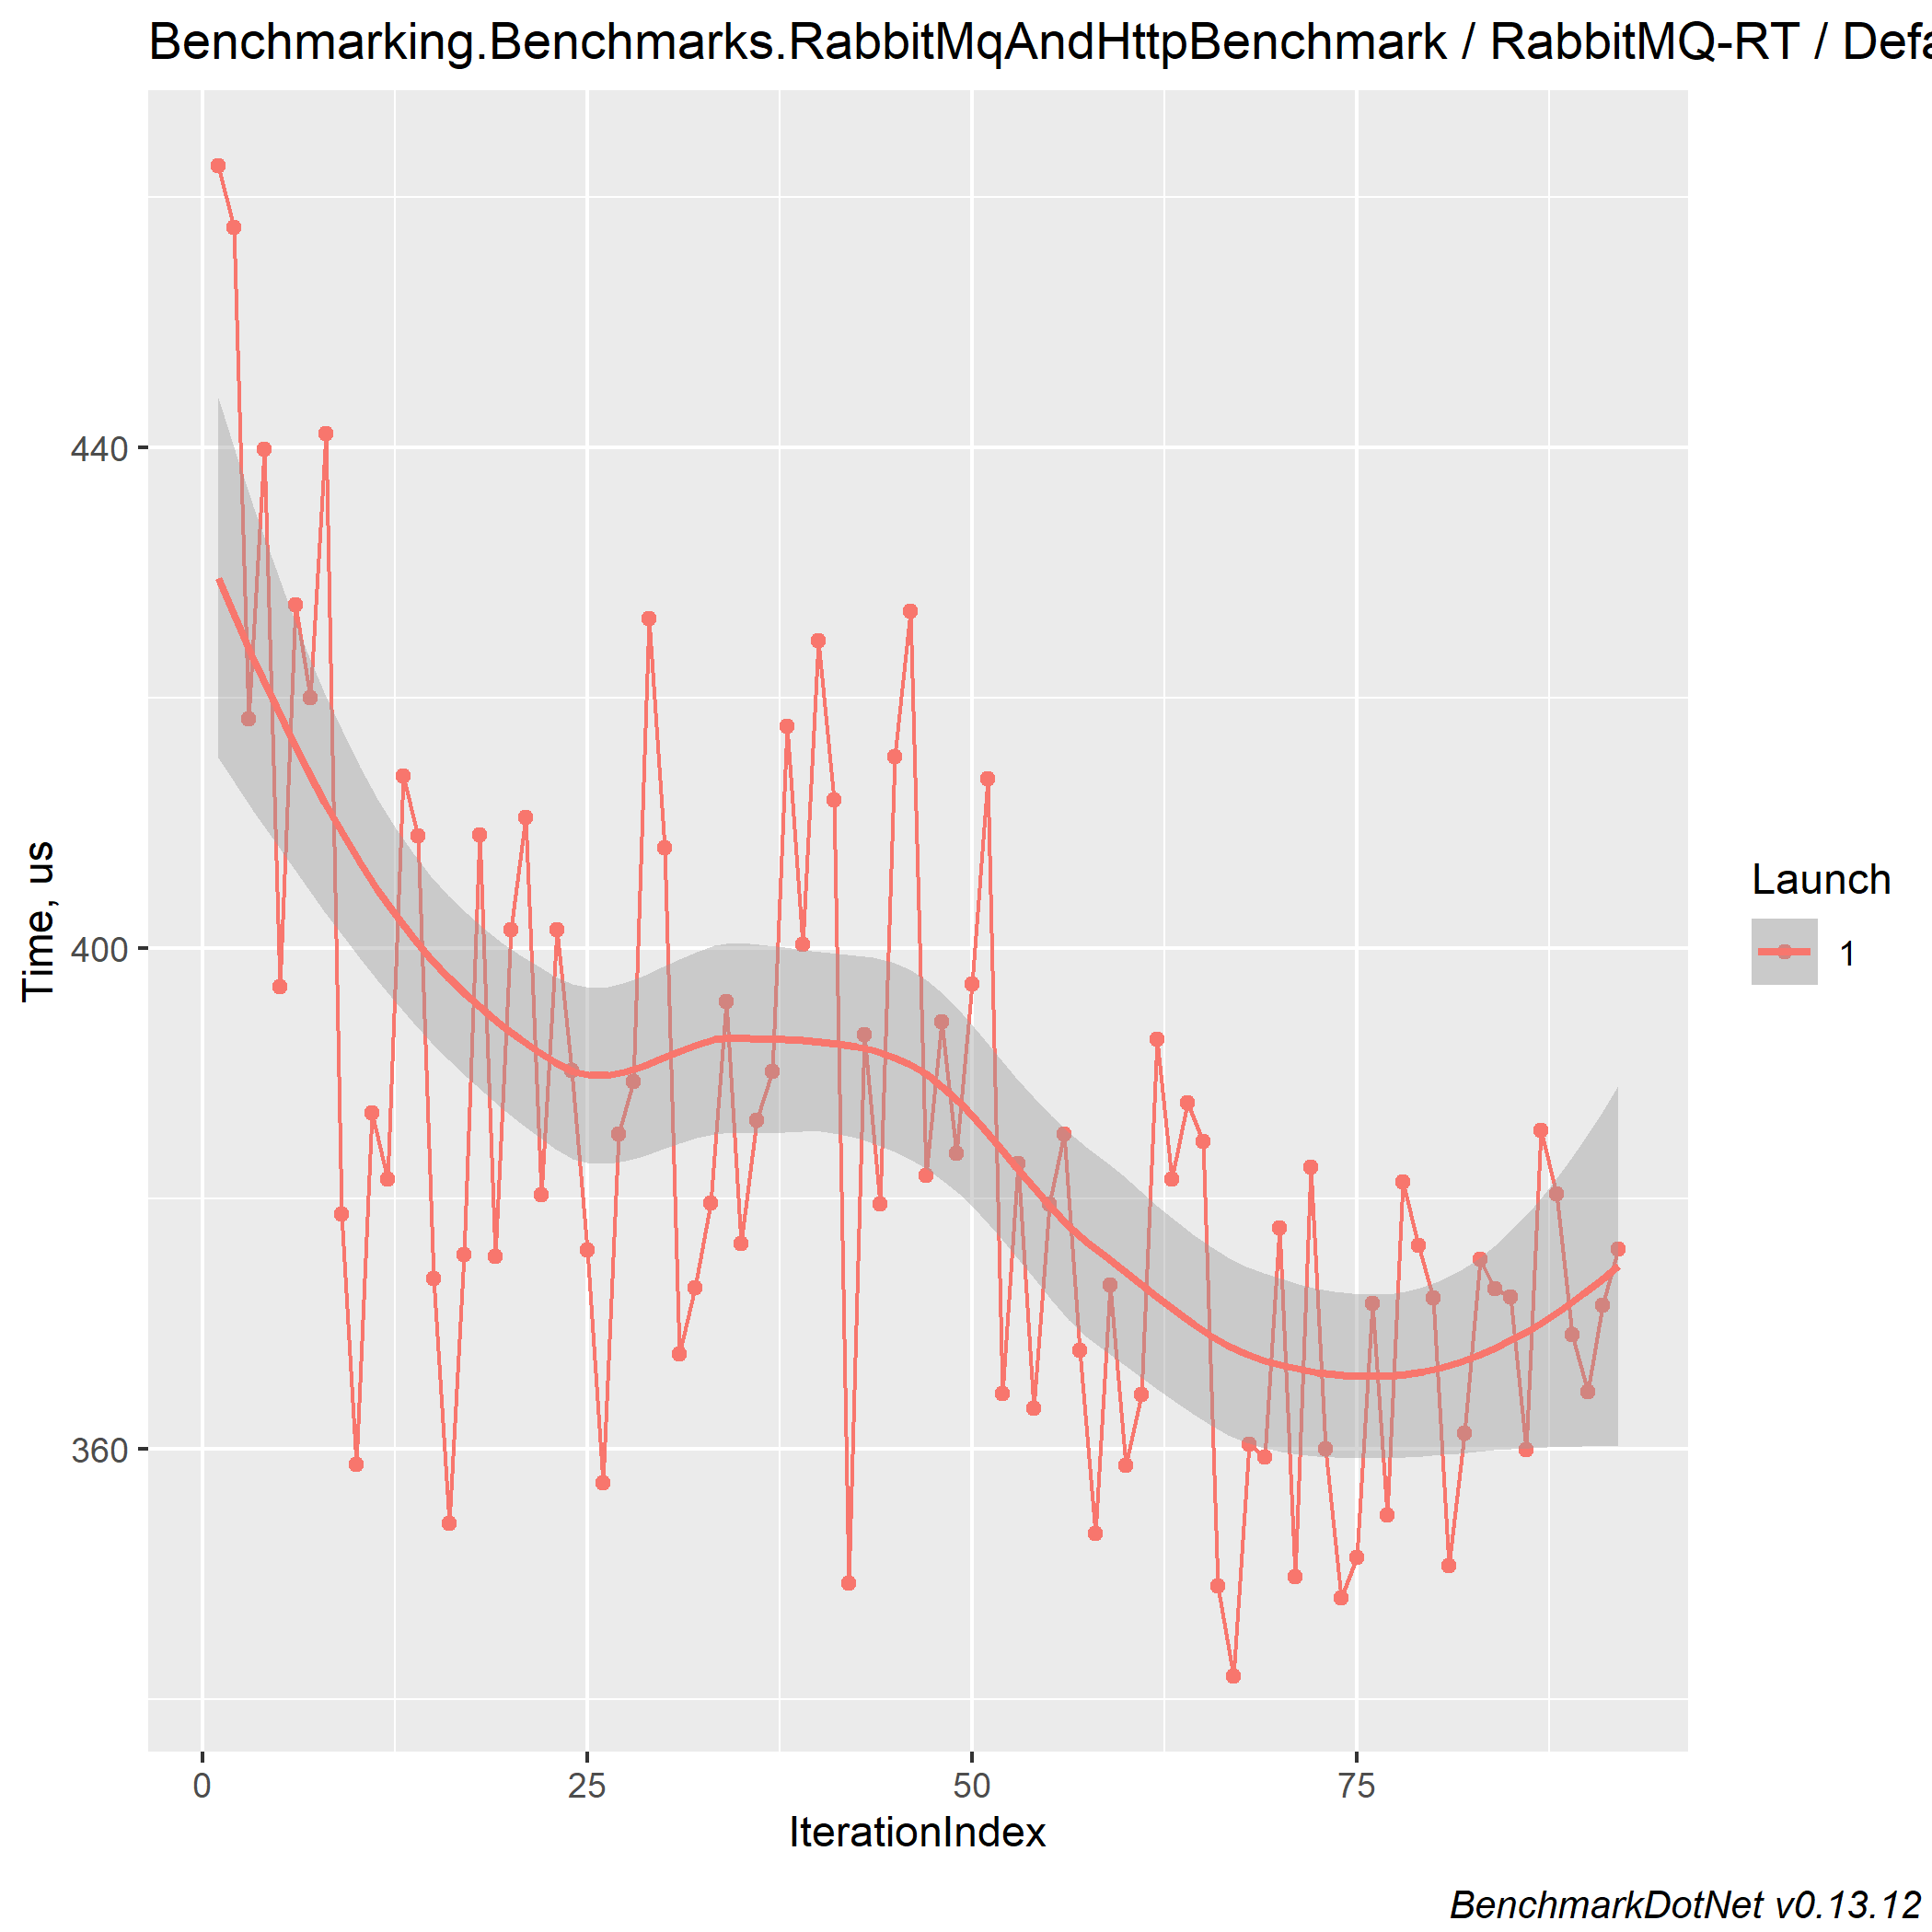 Benchmarking.Benchmarks.RabbitMqAndHttpBenchmark / RabbitMQ-RT / Defa
440
400
360
Time, us
0 25 50 75
IterationIndex
Launch
1
BenchmarkDotNet v0.13.12